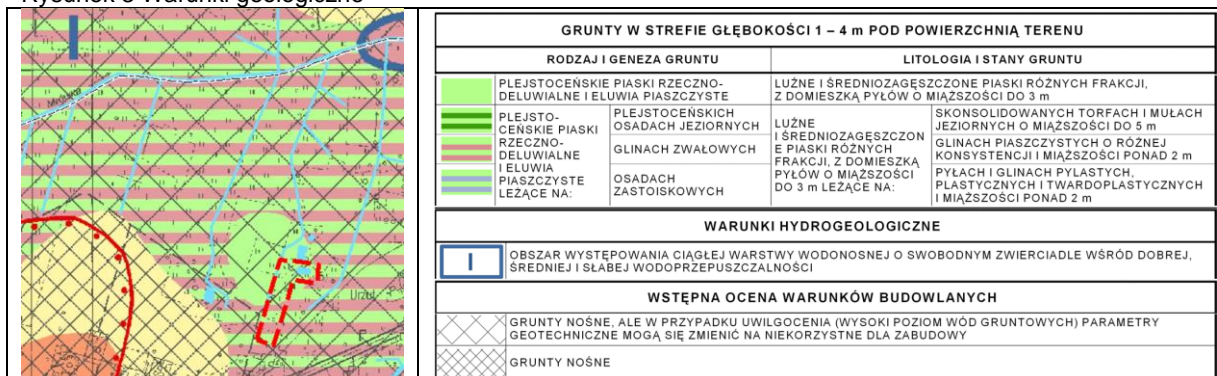 Rysunek 3 Warunki geologiczne
I
Urzut
GRUNTY W STREFIE GŁĘBOKOŚCI 1 – 4 m POD POWIERZCHNIĄ TERENU
RODZAJ I GENEZA GRUNTU
LITOLOGIA I STANY GRUNTU
PLEJSTOCEŃSKIE PIASKI RZECZNO-
DELUWIALNE I ELUWIA PIASZCZYSTE
LUŹNE I ŚREDNIOZAGĘSZCZONE PIASKI RÓŻNYCH FRAKCJI,
Z DOMIESZKĄ PYŁÓW O MIĄŻSZOŚCI DO 3 m
PLEJSTO-
CEŃSKIE PIASKI
RZECZNO-
DELUWIALNE
I ELUWIA
PIASZCZYSTE
LEŻĄCE NA:
PLEJSTOCEŃSKICH
OSADACH JEZIORNYCH
GLINACH ZWAŁOWYCH
OSADACH
ZASTOISKOWYCH
LUŹNE
I ŚREDNIOZAGĘSZCZON
E PIASKI RÓŻNYCH
FRAKCJI, Z DOMIESZKĄ
PYŁÓW O MIĄŻSZOŚCI
DO 3 m LEŻĄCE NA:
SKONSOLIDOWANYCH TORFACH I MUŁACH
JEZIORNYCH O MIĄŻSZOŚCI DO 5 m
GLINACH PIASZCZYSTYCH O RÓŻNEJ
KONSYSTENCJI I MIĄŻSZOŚCI PONAD 2 m
PYŁACH I GLINACH PYLASTYCH,
PLASTYCZNYCH I TWARDOPLASTYCZNYCH
I MIĄŻSZOŚCI PONAD 2 m
WARUNKI HYDROGEOLOGICZNE
I
OBSZAR WYSTĘPOWANIA CIĄGŁEJ WARSTWY WODONOSNEJ O SWOBODNYM ZWIERCIADLE WŚRÓD DOBREJ,
ŚREDNIEJ I SŁABEJ WODOPRZEPUSZCZALNOŚCI
WSTĘPNA OCENA WARUNKÓW BUDOWLANYCH
GRUNTY NOŚNE, ALE W PRZYPADKU UWILGOCENIA (WYSOKI POZIOM WÓD GRUNTOWYCH) PARAMETRY
GEOTECHNICZNE MOGĄ SIĘ ZMIENIĆ NA NIEKORZYSTNE DLA ZABUDOWY
GRUNTY NOŚNE